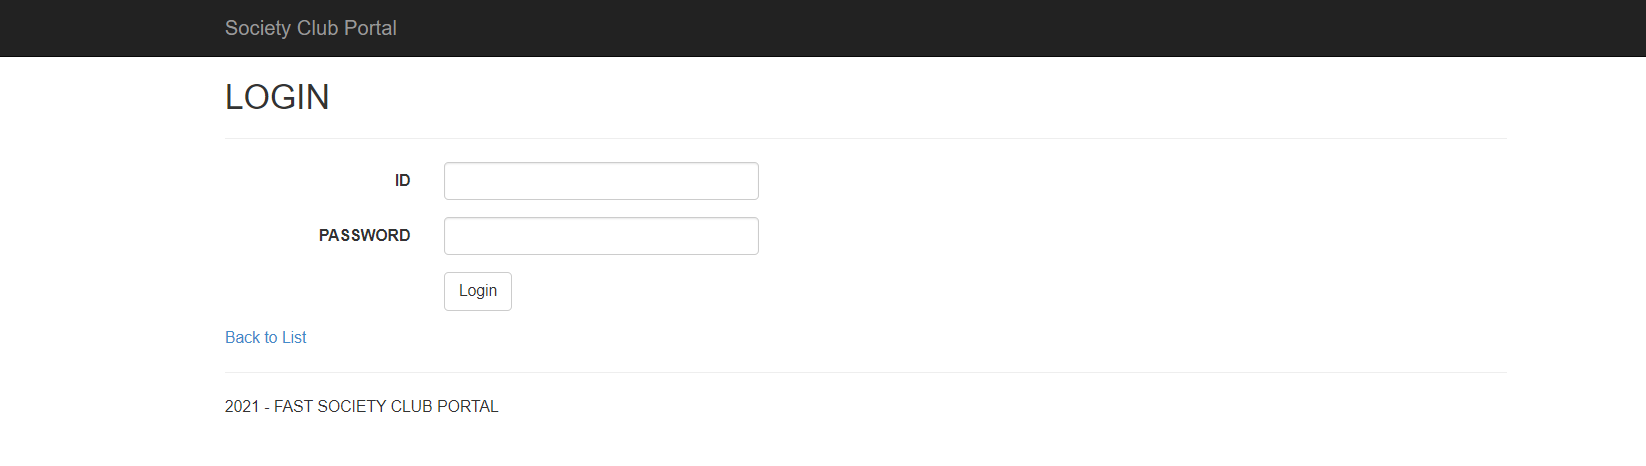 Society Club Portal
LOGIN
ID
PASSWORD
Login
Back to List
2021 - FAST SOCIETY CLUB PORTAL